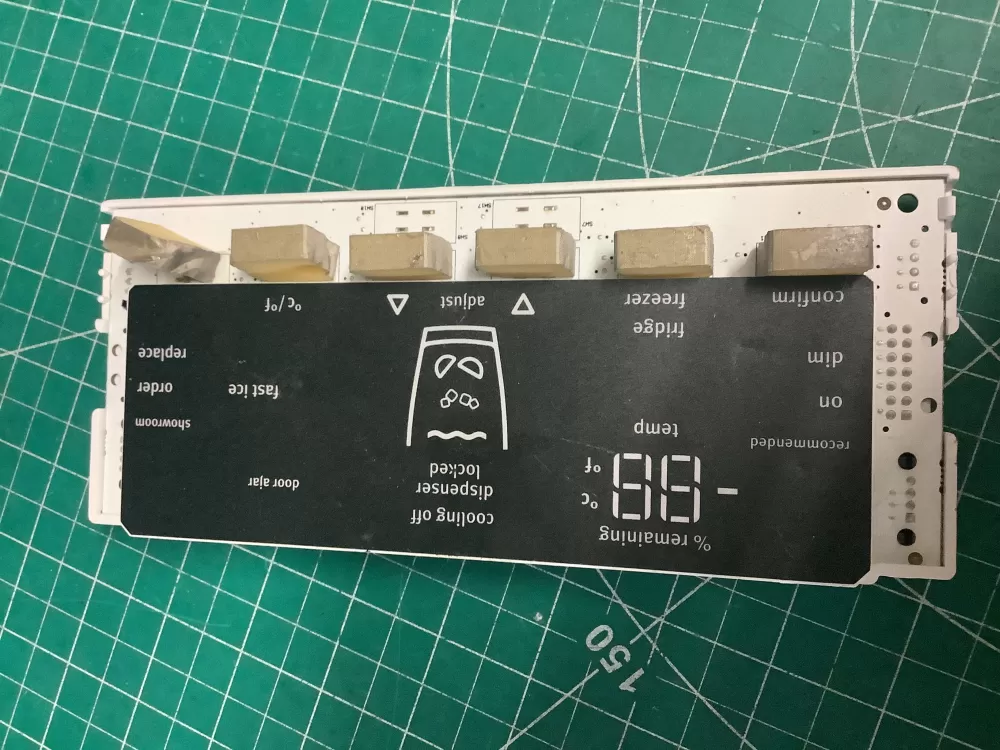 % remaining
88
°C
°F
temp
fridge
freezer
recommended
on
dim
confirm
cooling off
dispenser
locked
adjust
door ajar
fast ice
°C/°F
showroom
order
replace
150